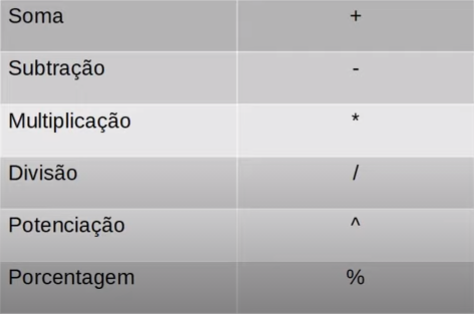 Soma +
Subtração -
Multiplicação *
Divisão /
Potenciação ^
Porcentagem %